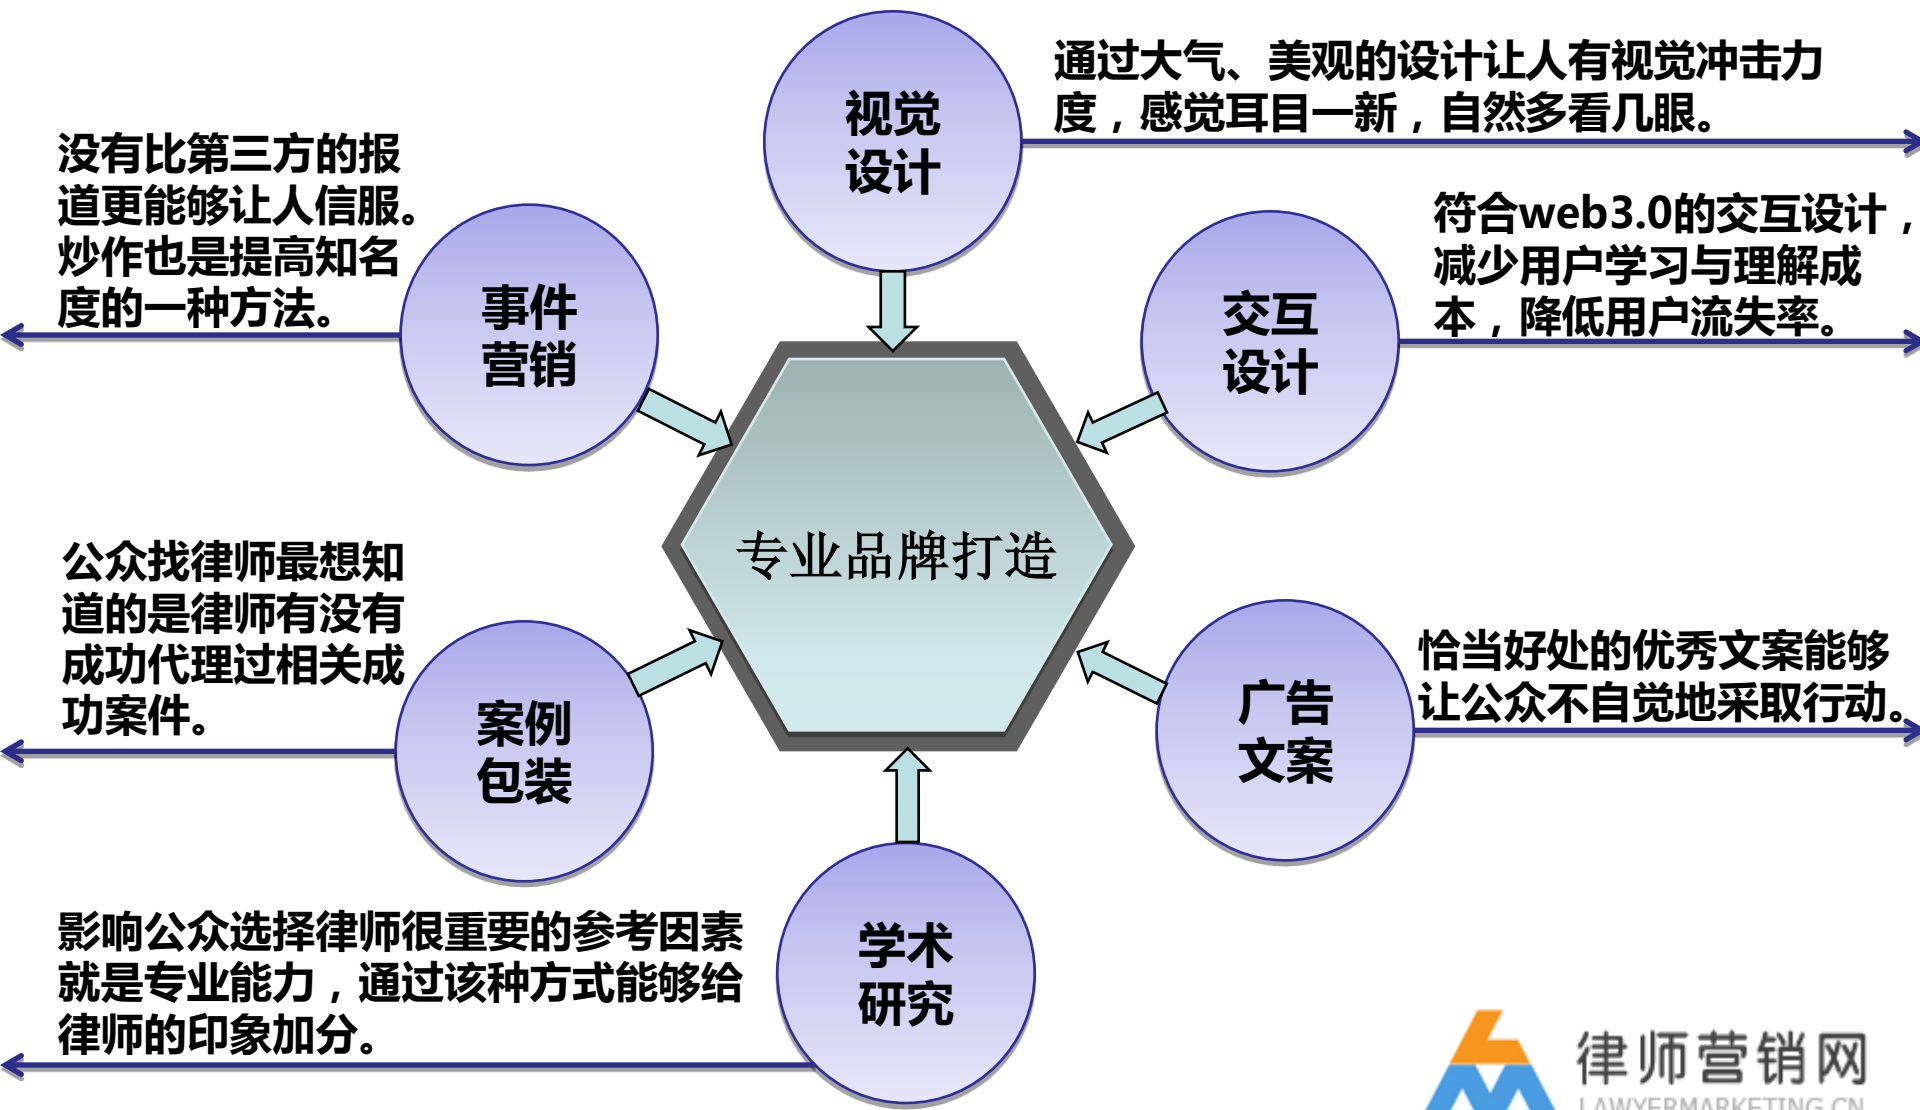 视觉
设计
通过大气、美观的设计让人有视觉冲击力
度，感觉耳目一新，自然多看几眼。
没有比第三方的报
道更能够让人信服。
炒作也是提高知名
度的一种方法。
事件
营销
交互
设计
符合web3.0的交互设计，
减少用户学习与理解成
本，降低用户流失率。
专业品牌打造
公众找律师最想知
道的是律师有没有
成功代理过相关成
功案件。
案例
包装
广告
文案
恰当好处的优秀文案能够
让公众不自觉地采取行动。
影响公众选择律师很重要的参考因素
就是专业能力，通过该种方式能够给
律师的印象加分。
学术
研究
律师营销网
LAWYERMARKETING.CN